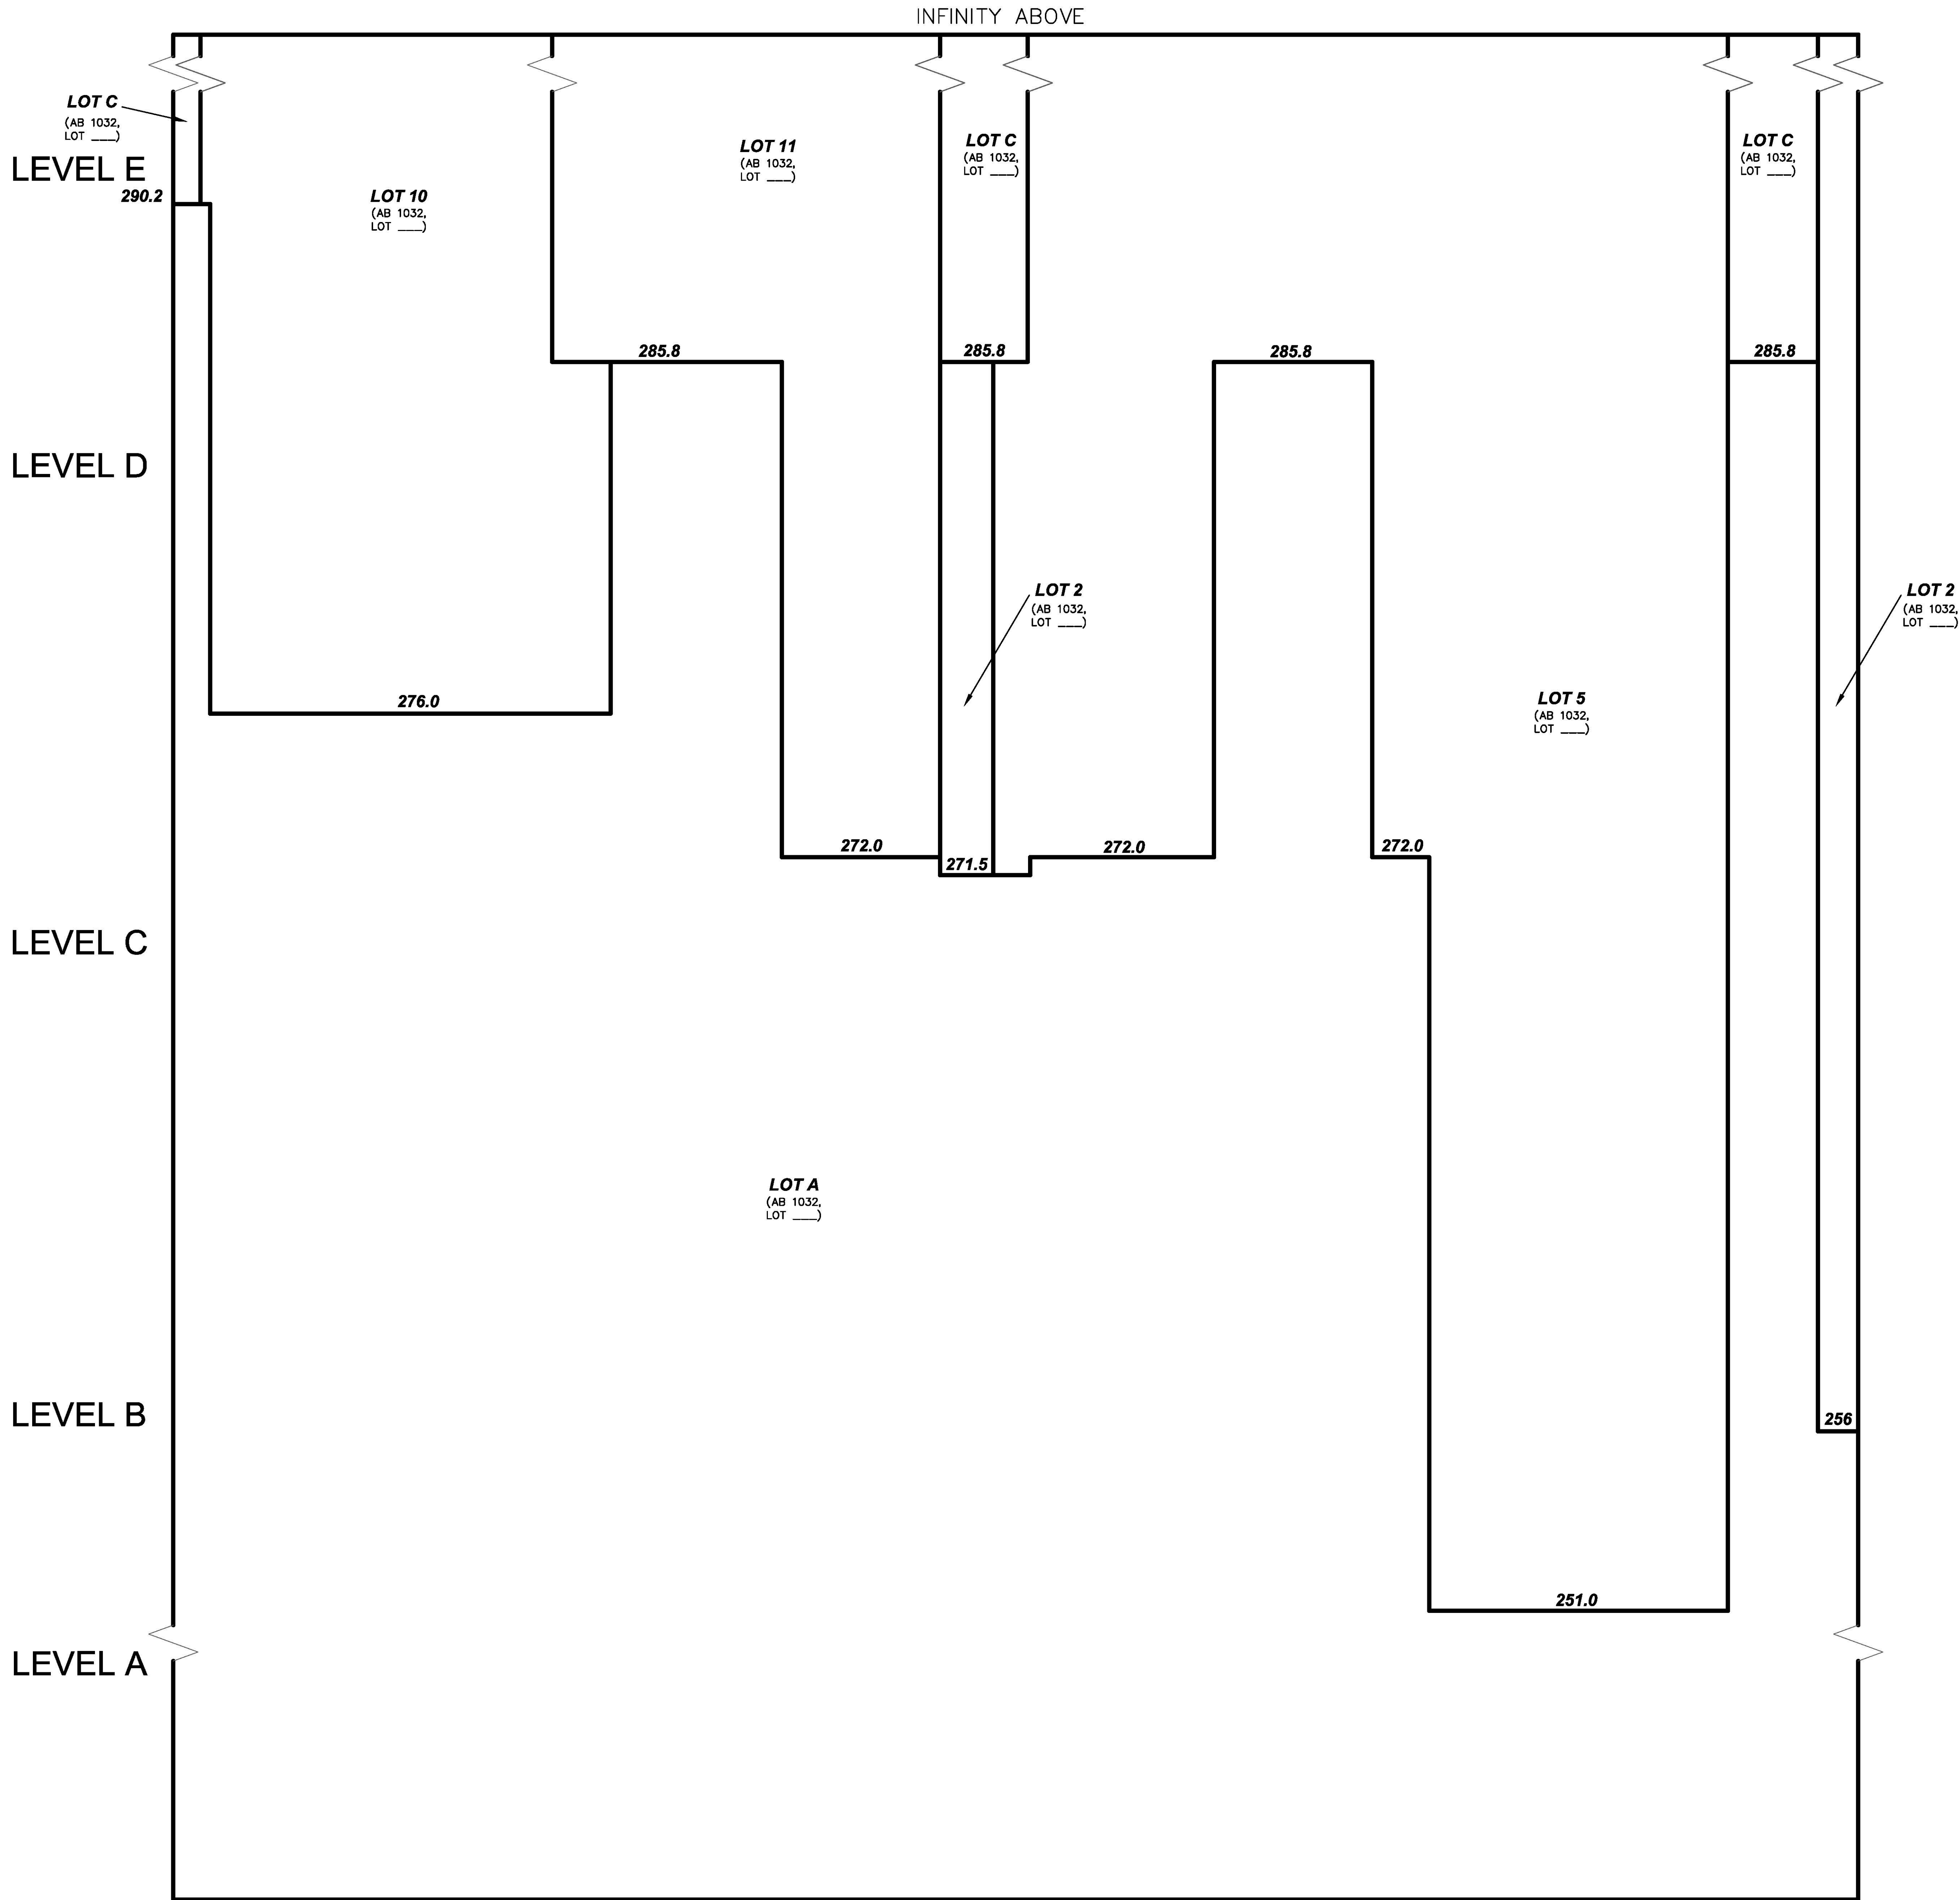 INFINITY ABOVE
LOT C
(AB 1032,
LOT ___)
LEVEL E
290.2
LOT 10
(AB 1032,
LOT ___)
LOT 11
(AB 1032,
LOT ___)
LOT C
(AB 1032,
LOT ___)
LOT C
(AB 1032,
LOT ___)
285.8
285.8
285.8
285.8
LEVEL D
LOT 2
(AB 1032,
LOT ___)
LOT 2
(AB 1032,
LOT ___)
276.0
LOT 5
(AB 1032,
LOT ___)
272.0
271.5
272.0
272.0
LEVEL C
LOT A
(AB 1032,
LOT ___)
LEVEL B
256
251.0
LEVEL A